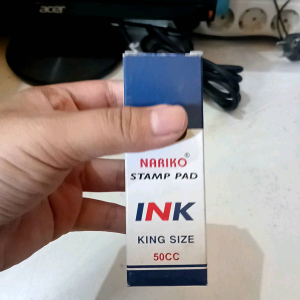 acer
NARIKO®
STAMP PAD
INK
KING SIZE
50CC